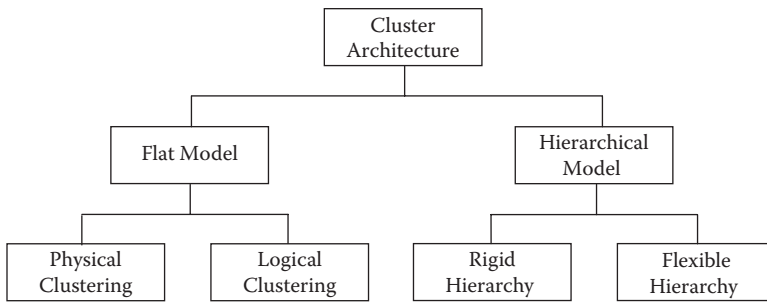 Cluster
Architecture
Flat Model
Hierarchical
Model
Physical
Clustering
Logical
Clustering
Rigid
Hierarchy
Flexible
Hierarchy